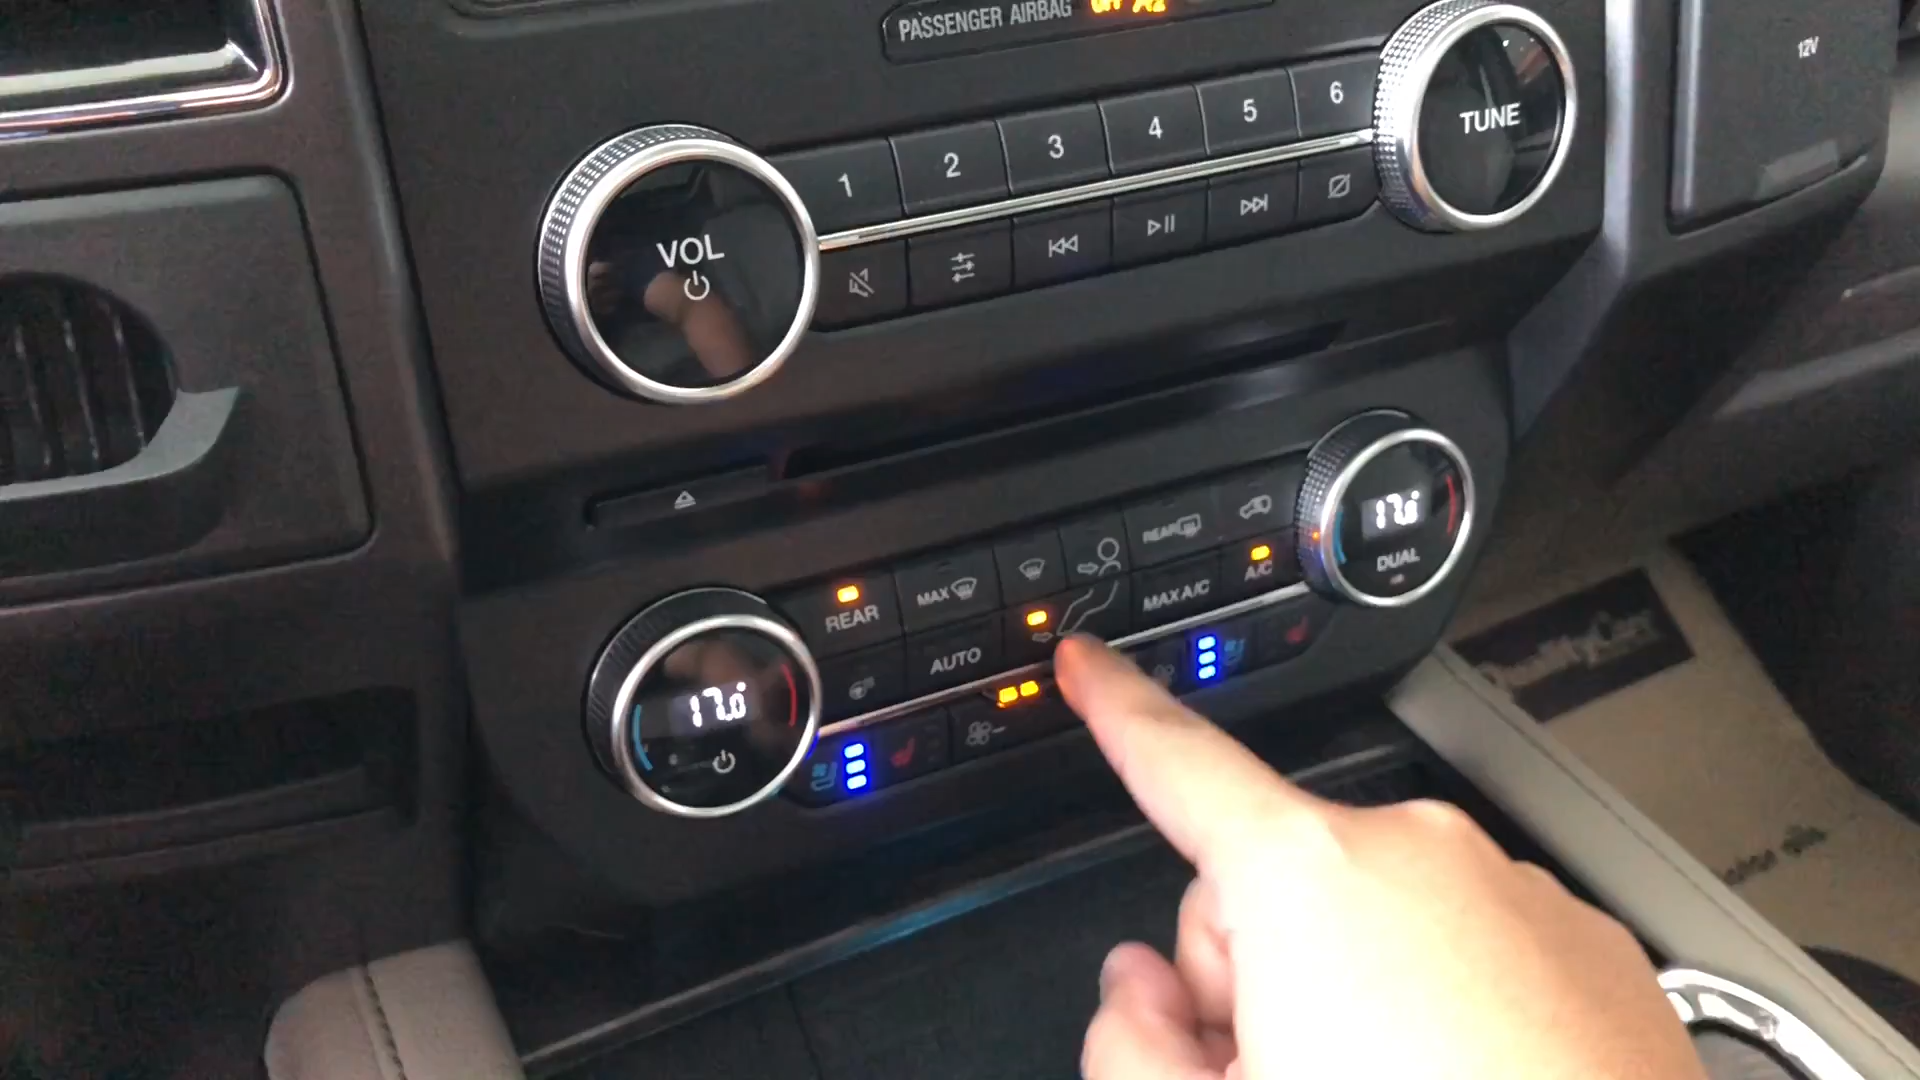 PASSENGER AIRBAG OFF
12V
1 2 3 4 5 6
TUNE
VOL
REAR
17.0°
DUAL
REAR
MAX
MAX A/C
A/C
AUTO
17.0°